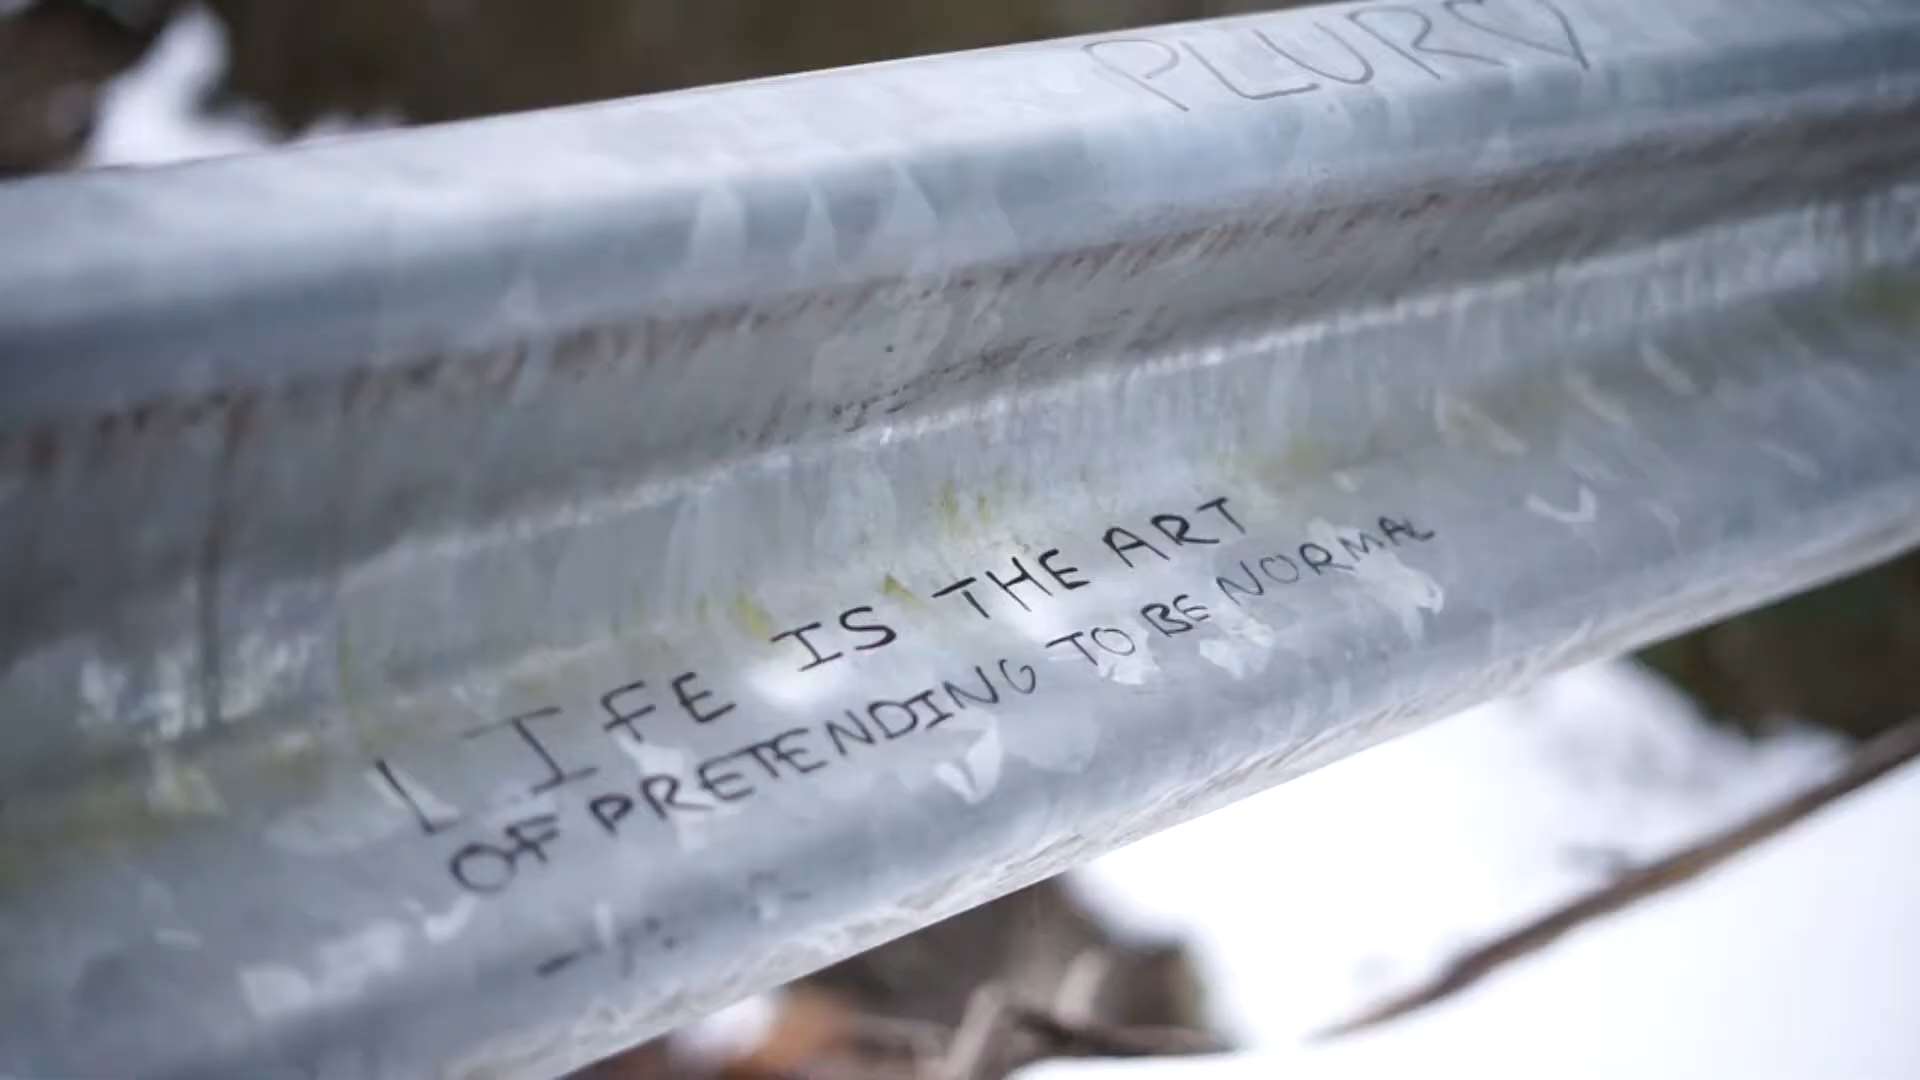 PLUR♡
LIFE IS THE ART
OF PRETENDING TO BE NORMAL